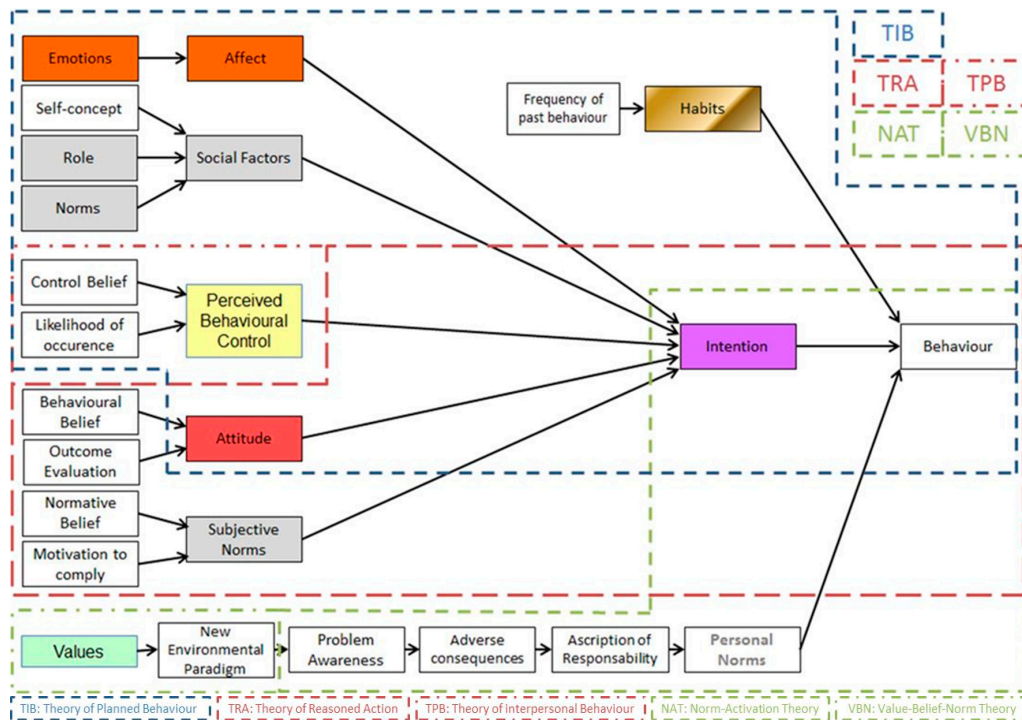 TIB
Emotions
Affect
TRA
TPB
Self-concept
Frequency of
past behaviour
Habits
NAT
VBN
Role
Social Factors
Norms
Control Belief
Perceived
Behavioural
Control
Likelihood of
occurence
Intention
Behaviour
Behavioural
Belief
Attitude
Outcome
Evaluation
Normative
Belief
Subjective
Norms
Motivation to
comply
Values
New
Environmental
Paradigm
Problem
Awareness
Adverse
consequences
Ascription of
Responsability
Personal
Norms
TIB: Theory of Planned Behaviour
TRA: Theory of Reasoned Action
TPB: Theory of Interpersonal Behaviour
NAT: Norm-Activation Theory
VBN: Value-Belief-Norm Theory